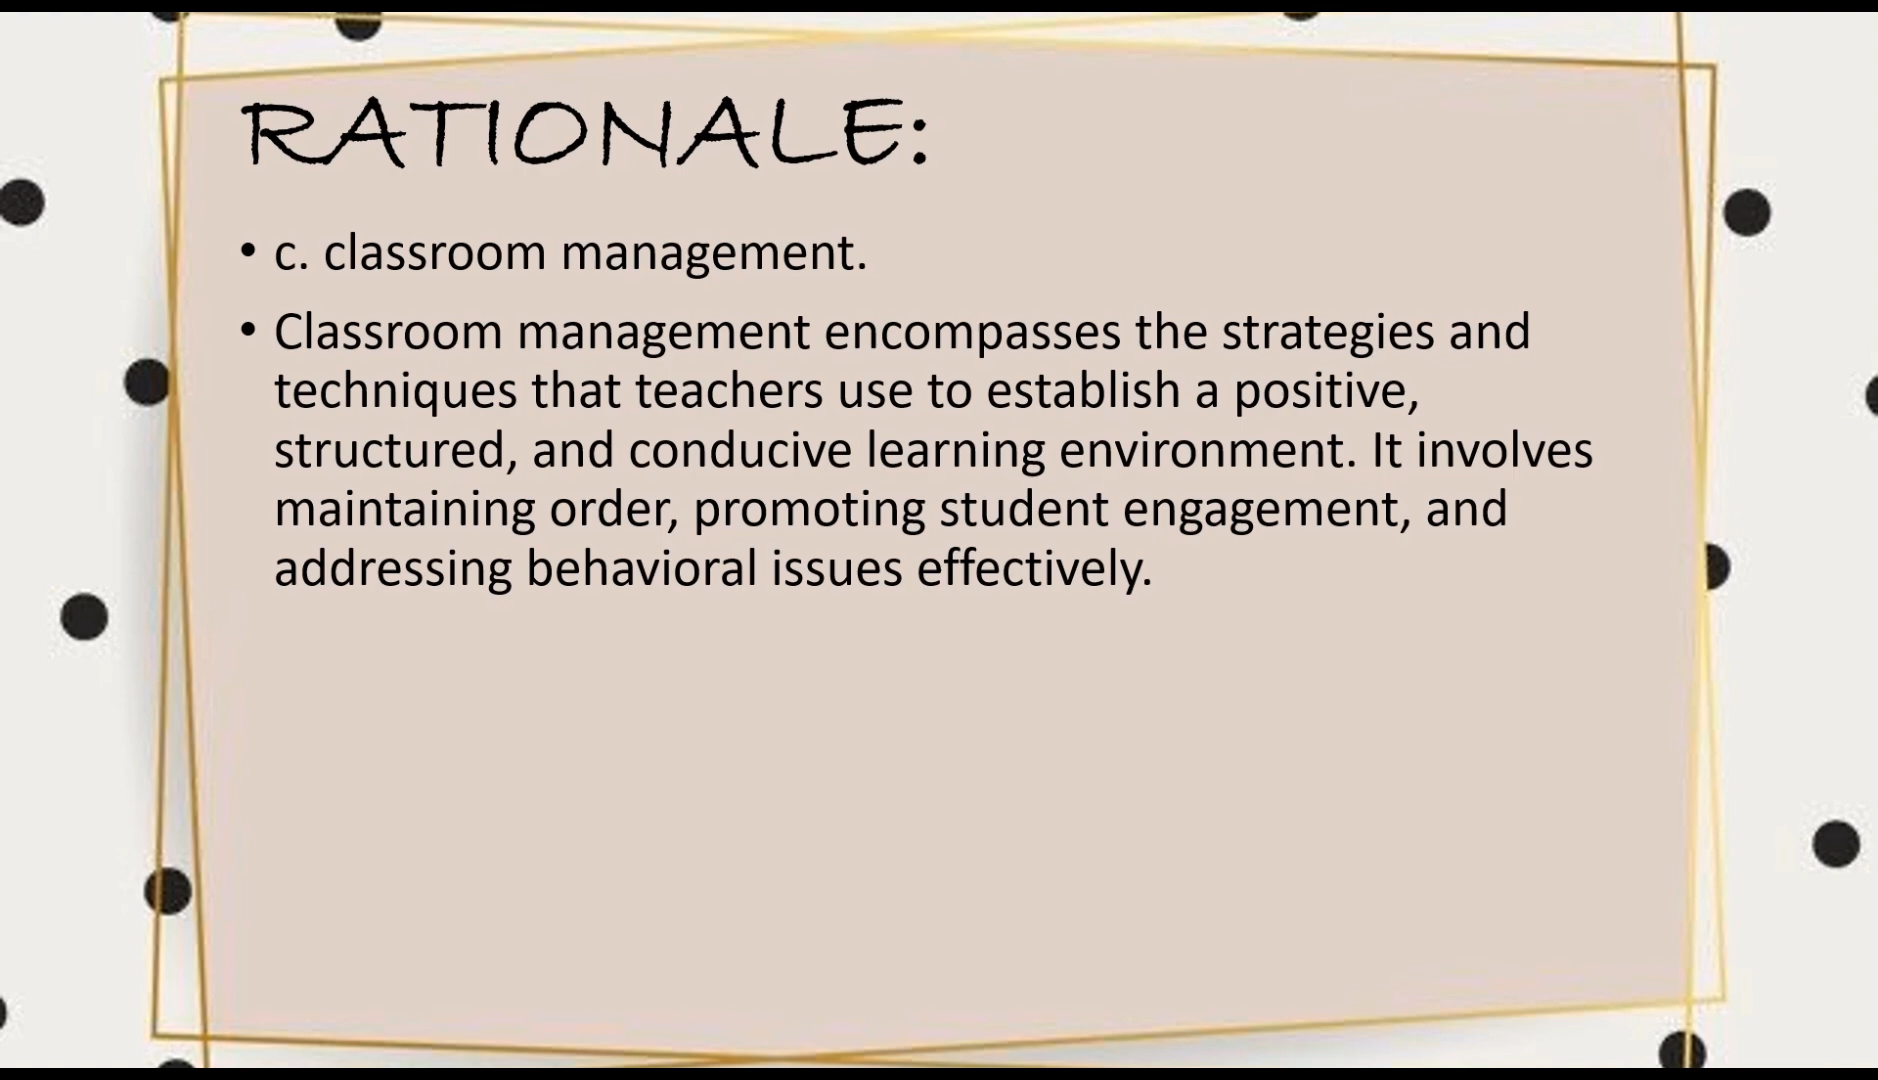 RATIONALE:
• c. classroom management.
• Classroom management encompasses the strategies and
techniques that teachers use to establish a positive,
structured, and conducive learning environment. It involves
maintaining order, promoting student engagement, and
addressing behavioral issues effectively.